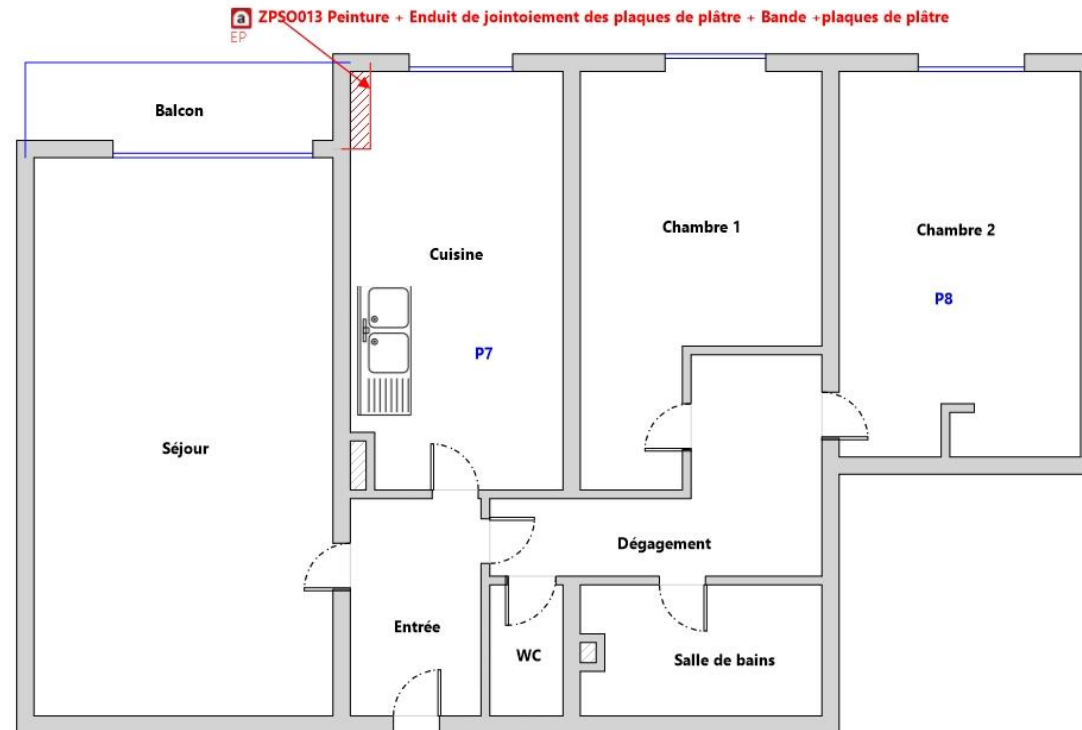 a ZPSO013 Peinture + Enduit de jointoiement des plaques de plâtre + Bande +plaques de plâtre
EP
Balcon
Chambre 1
Chambre 2
Cuisine
P8
P7
Séjour
Dégagement
Entrée
WC
Salle de bains